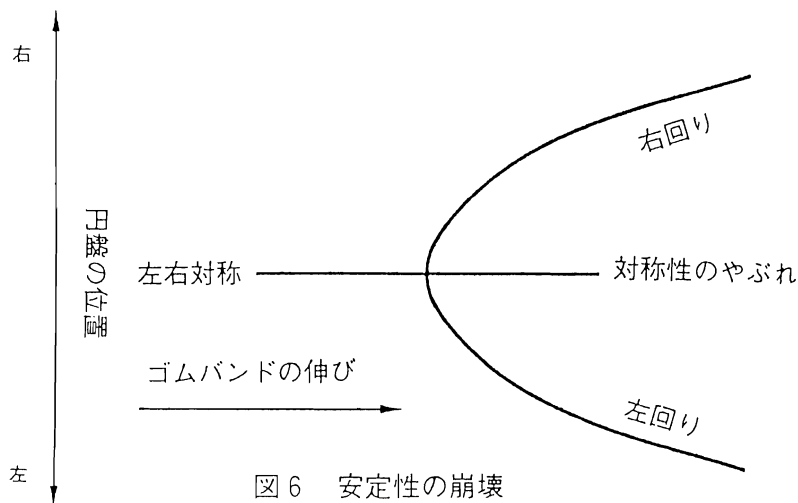 右
右回り
円盤の位置
左右対称
対称性のやぶれ
ゴムバンドの伸び
左回り
左
図6 安定性の崩壊